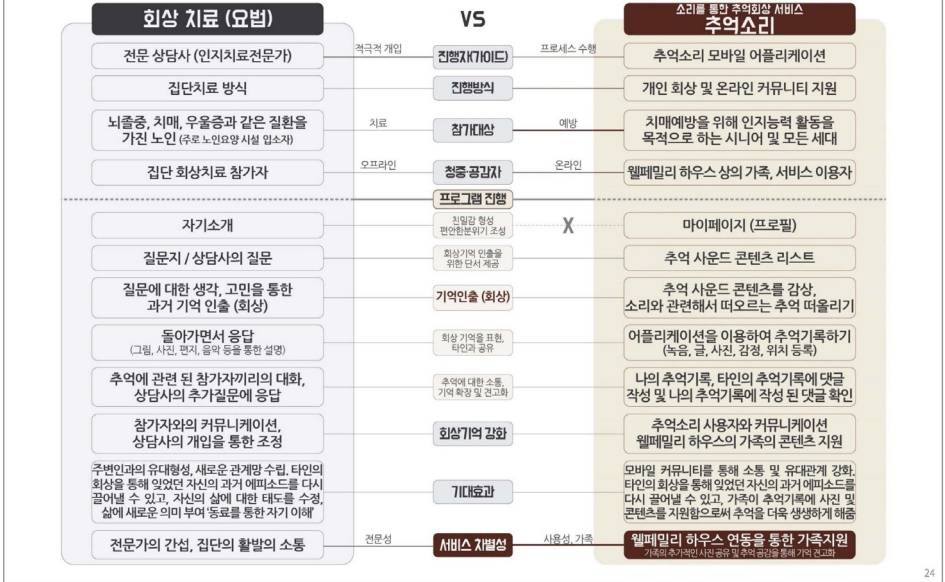 회상 치료 (요법)
VS
소리를 통한 추억회상 서비스
추억소리
전문 상담사 (인지치료전문가)
적극적 개입
진행자(가이드)
프로세스 수행
추억소리 모바일 어플리케이션
집단치료 방식
진행방식
개인 회상 및 온라인 커뮤니티 지원
뇌졸중, 치매, 우울증과 같은 질환을
가진 노인 (주로 노인요양 시설 입소자)
치료
참가대상
예방
치매예방을 위해 인지능력 활동을
목적으로 하는 시니어 및 모든 세대
집단 회상치료 참가자
오프라인
청중·공감자
온라인
웰페밀리 하우스 상의 가족, 서비스 이용자
프로그램 진행
자기소개
친밀감 형성
편안한분위기 조성
X
마이페이지 (프로필)
질문지 / 상담사의 질문
회상기억 인출을
위한 단서 제공
추억 사운드 콘텐츠 리스트
질문에 대한 생각, 고민을 통한
과거 기억 인출 (회상)
기억인출 (회상)
추억 사운드 콘텐츠를 감상,
소리와 관련해서 떠오르는 추억 떠올리기
돌아가면서 응답
(그림, 사진, 편지, 음악 등을 통한 설명)
회상 기억을 표현,
타인과 공유
어플리케이션을 이용하여 추억기록하기
(녹음, 글, 사진, 감정, 위치 등록)
추억에 관련 된 참가자끼리의 대화,
상담사의 추가질문에 응답
추억에 대한 소통,
기억 확장 및 견고화
나의 추억기록, 타인의 추억기록에 댓글
작성 및 나의 추억기록에 작성 된 댓글 확인
참가자와의 커뮤니케이션,
상담사의 개입을 통한 조정
회상기억 강화
추억소리 사용자와 커뮤니케이션
웰페밀리 하우스의 가족의 콘텐츠 지원
주변인과의 유대형성, 새로운 관계망 수립, 타인의
회상을 통해 잊었던 자신의 과거 에피소드를 다시
끌어낼 수 있고, 자신의 삶에 대한 태도를 수정,
삶에 새로운 의미 부여 '동료를 통한 자기 이해'
기대효과
모바일 커뮤니티를 통해 소통 및 유대관계 강화.
타인의 회상을 통해 잊었던 자신의 과거 에피소드를
다시 끌어낼 수 있고, 가족이 추억기록에 사진 및
콘텐츠를 지원함으로써 추억을 더욱 생생하게 해줌
전문가의 간섭, 집단의 활발의 소통
전문성
서비스 차별성
사용성, 가족
웰페밀리 하우스 연동을 통한 가족지원
가족의 추가적인 사진 공유 및 추억 공감을 통해 기억 견고화
24